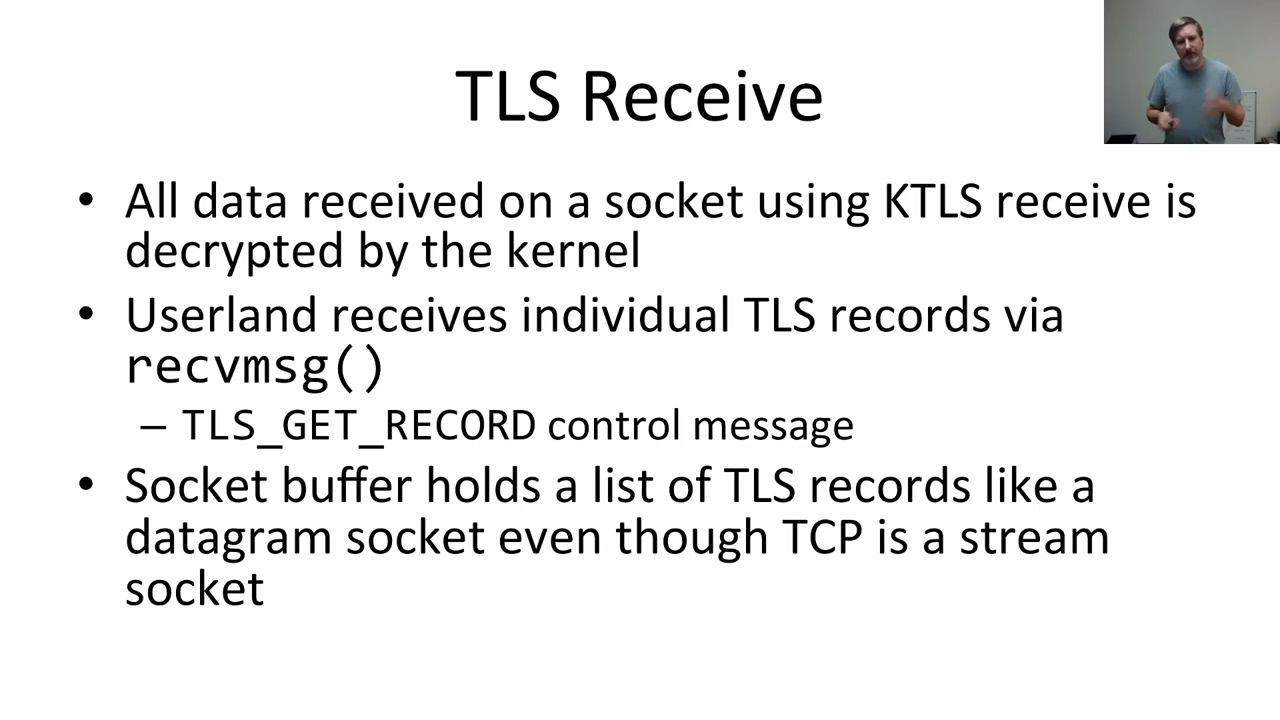 TLS Receive
• All data received on a socket using KTLS receive is
decrypted by the kernel
• Userland receives individual TLS records via
recvmsg()
– TLS_GET_RECORD control message
• Socket buffer holds a list of TLS records like a
datagram socket even though TCP is a stream
socket